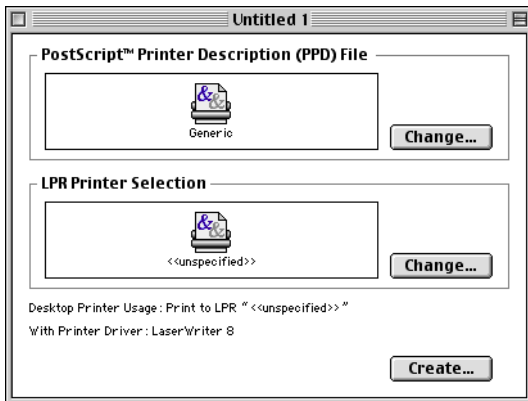 Untitled 1
PostScript™ Printer Description (PPD) File
Generic
Change...
LPR Printer Selection
<<unspecified>>
Change...
Desktop Printer Usage: Print to LPR "<<unspecified>>"
With Printer Driver: LaserWriter 8
Create...